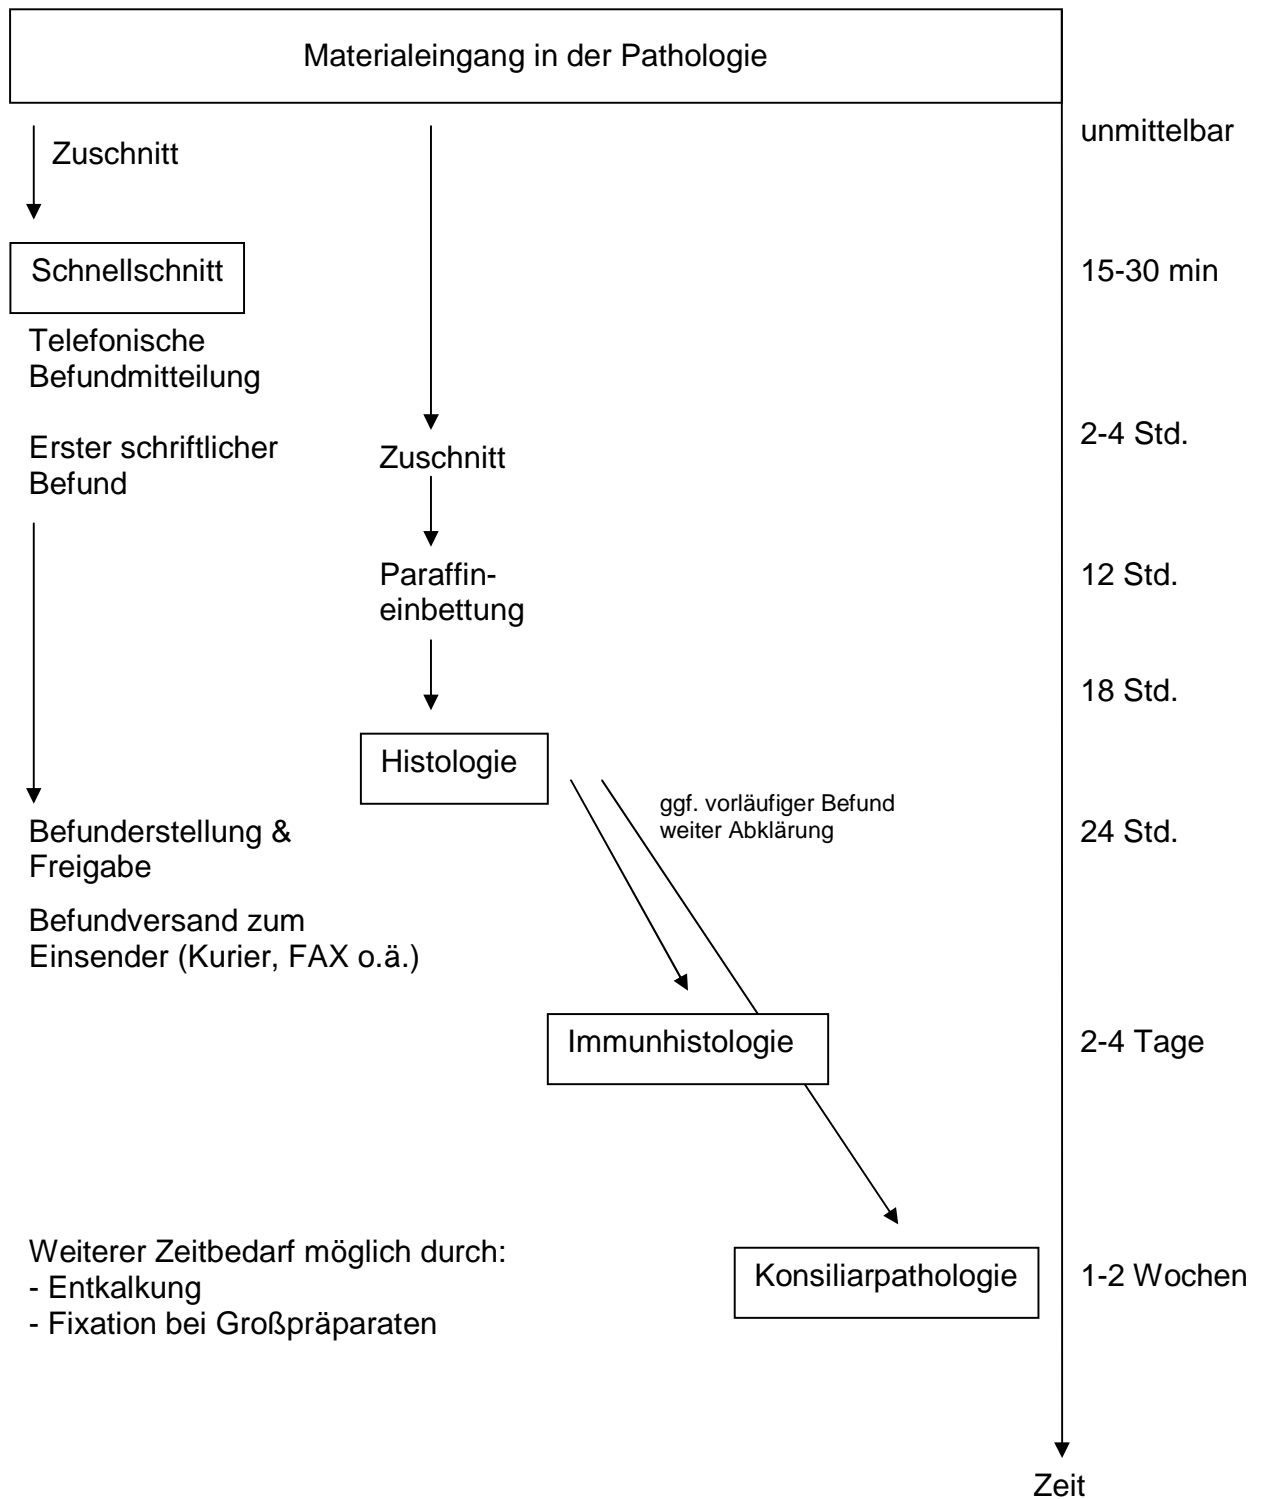 Materialeingang in der Pathologie
unmittelbar
Zuschnitt
Schnellschnitt
15-30 min
Telefonische
Befundmitteilung
Erster schriftlicher
Befund
Zuschnitt
2-4 Std.
Paraffin-
einbettung
12 Std.
18 Std.
Histologie
ggf. vorläufiger Befund
weiter Abklärung
Befunderstellung &
Freigabe
24 Std.
Befundversand zum
Einsender (Kurier, FAX o.ä.)
Immunhistologie
2-4 Tage
Weiterer Zeitbedarf möglich durch:
- Entkalkung
- Fixation bei Großpräparaten
Konsiliarpathologie
1-2 Wochen
Zeit